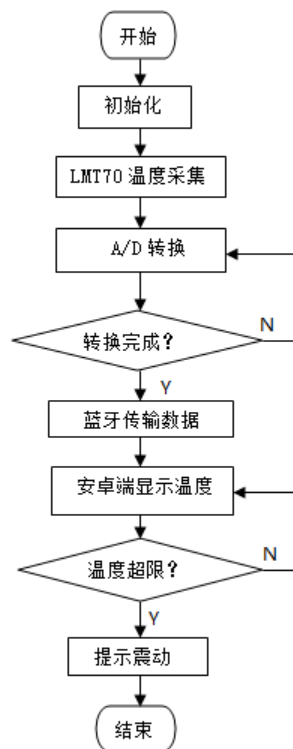 开始
初始化
LMT70 温度采集
A/D 转换
转换完成？
N
Y
蓝牙传输数据
安卓端显示温度
温度超限？
N
Y
提示震动
结束